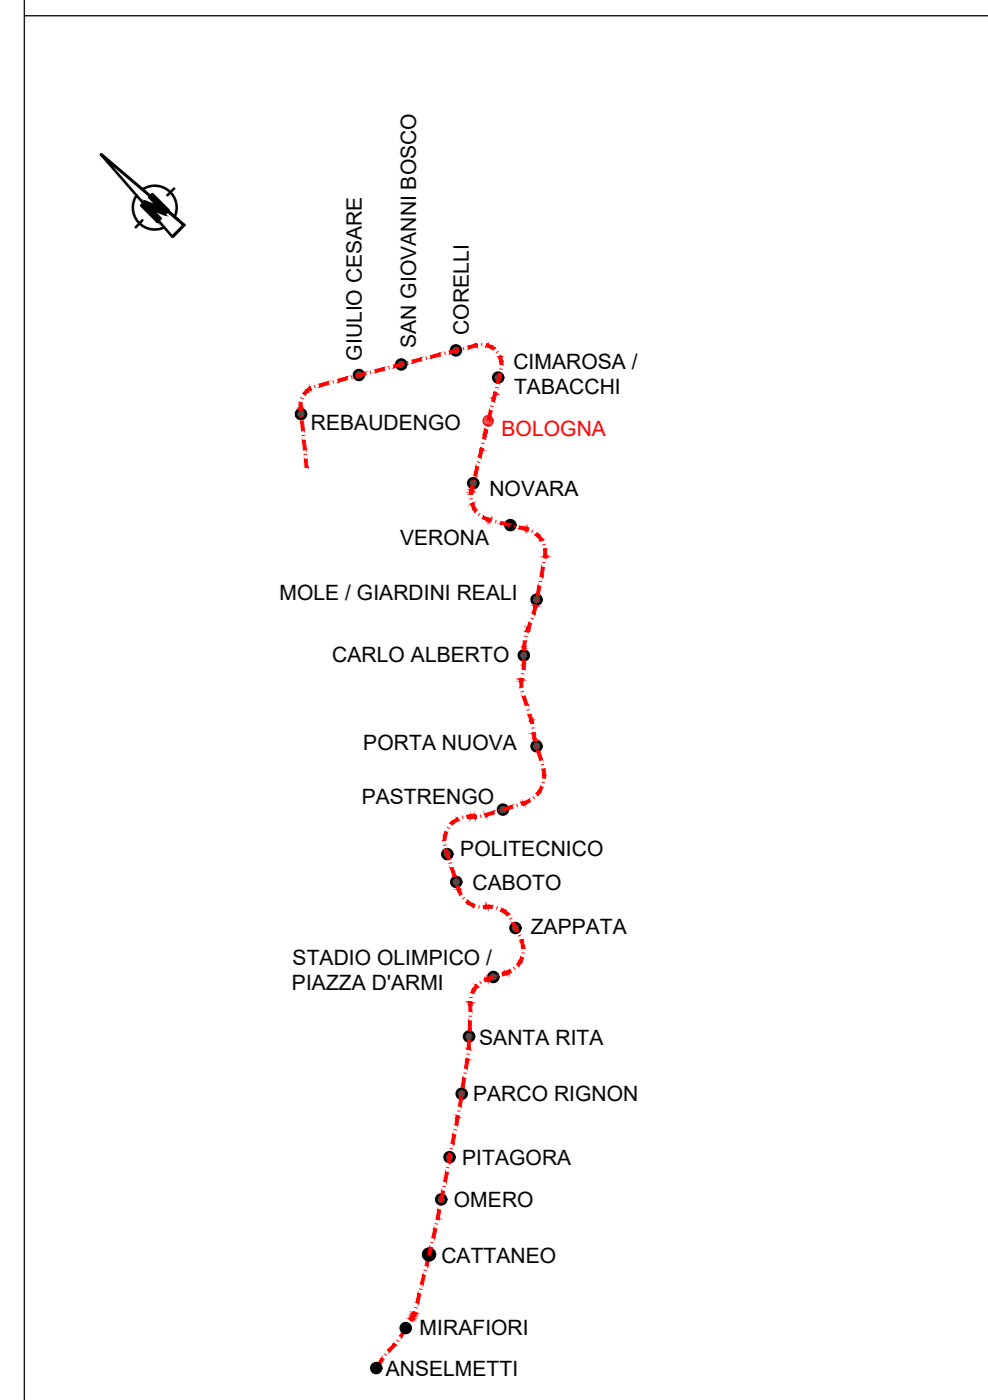 GIULIO CESARE
SAN GIOVANNI BOSCO
CORELLI
CIMAROSA /
TABACCHI
REBAUDENGO
BOLOGNA
NOVARA
VERONA
MOLE / GIARDINI REALI
CARLO ALBERTO
PORTA NUOVA
PASTRENGO
POLITECNICO
CABOTO
ZAPPATA
STADIO OLIMPICO /
PIAZZA D'ARMI
SANTA RITA
PARCO RIGNON
PITAGORA
OMERO
CATTANEO
MIRAFIORI
ANSELMETTI